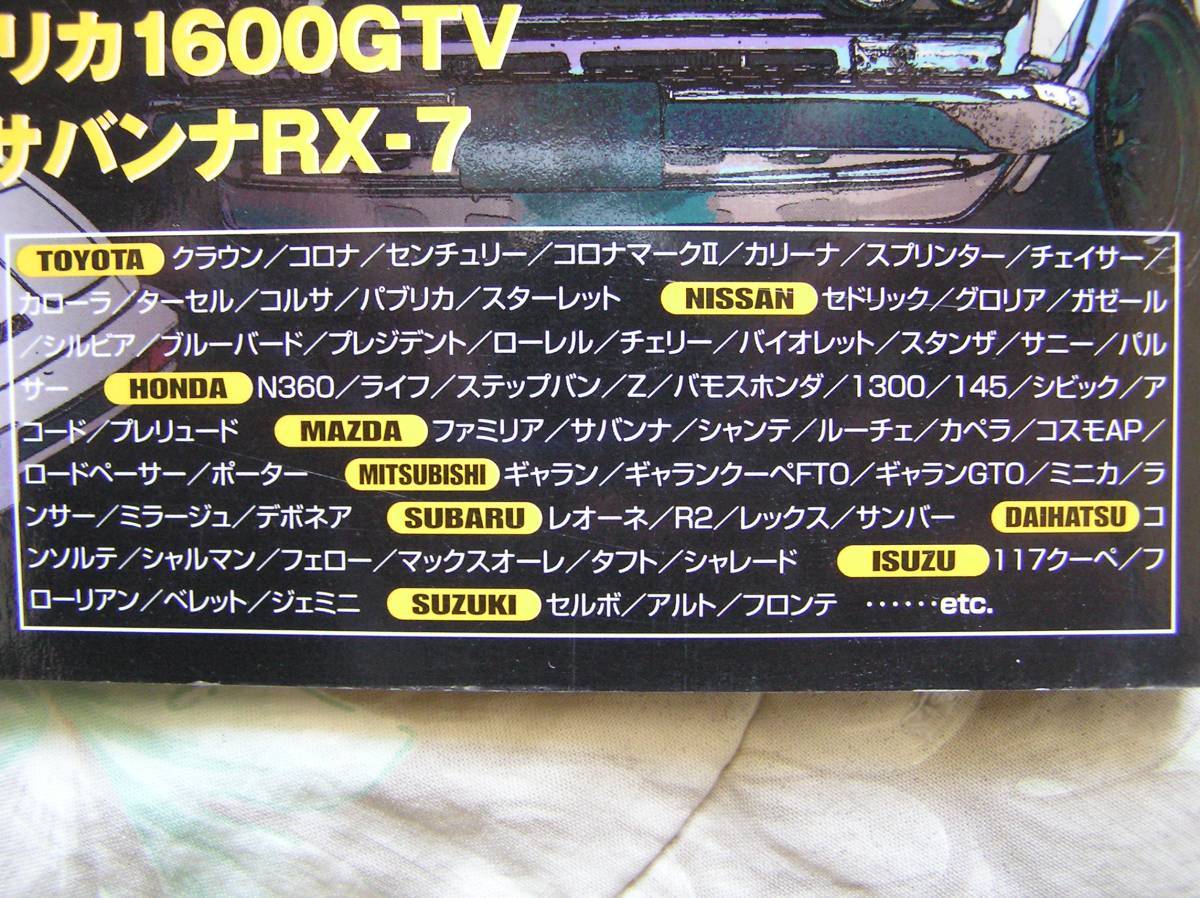 リカ1600GTV
サバンナRX-7
TOYOTA クラウン／コロナ／センチュリー／コロナマークII／カリーナ／スプリンター／チェイサー／
カローラ／ターセル／コルサ／パブリカ／スターレット NISSAN セドリック／グロリア／ガゼール
／シルビア／ブルーバード／プレジデント／ローレル／チェリー／バイオレット／スタンザ／サニー／パル
サー HONDA N360／ライフ／ステップバン／Z／バモスホンダ／1300／145／シビック／ア
コード／プレリュード MAZDA ファミリア／サバンナ／シャンテ／ルーチェ／カペラ／コスモAP／
ロードペーサー／ポーター MITSUBISHI ギャラン／ギャランクーペFTO／ギャランGTO／ミニカ／ラ
ンサー／ミラージュ／デボネア SUBARU レオーネ／R2／レックス／サンバー DAIHATSU コ
ンソルテ／シャルマン／フェロー／マックスオーレ／タフト／シャレード ISUZU 117クーペ／フ
ローリアン／ベレット／ジェミニ SUZUKI セルボ／アルト／フロンテ ……etc.